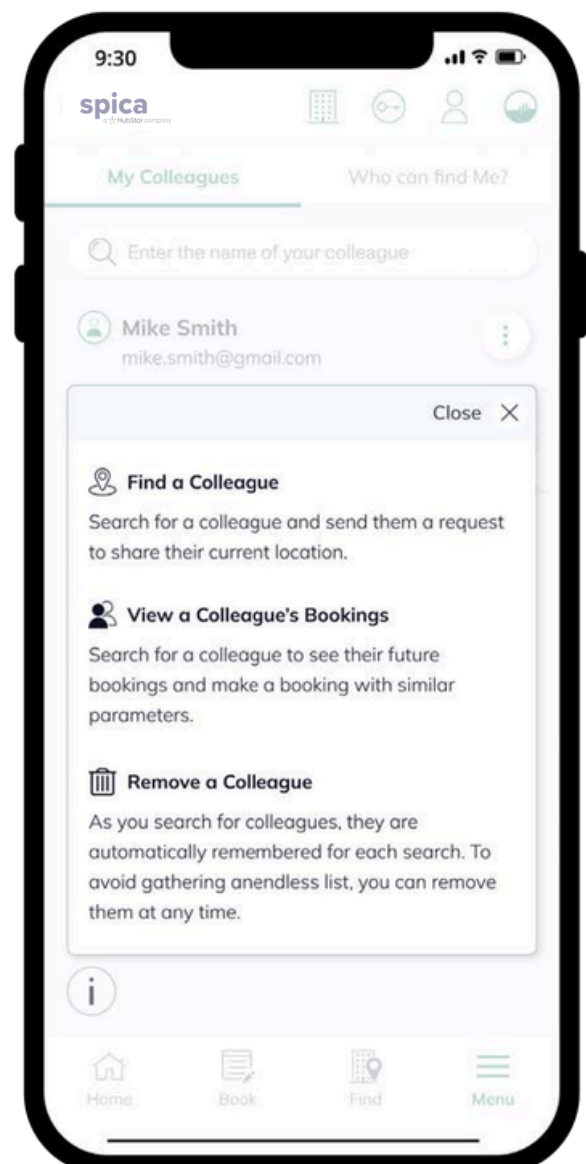 9:30
spica
a HubStar company
My Colleagues
Who can find Me?
Enter the name of your colleague
Mike Smith
mike.smith@gmail.com
Close
Find a Colleague
Search for a colleague and send them a request
to share their current location.
View a Colleague's Bookings
Search for a colleague to see their future
bookings and make a booking with similar
parameters.
Remove a Colleague
As you search for colleagues, they are
automatically remembered for each search. To
avoid gathering anendless list, you can remove
them at any time.
i
Home
Book
Find
Menu